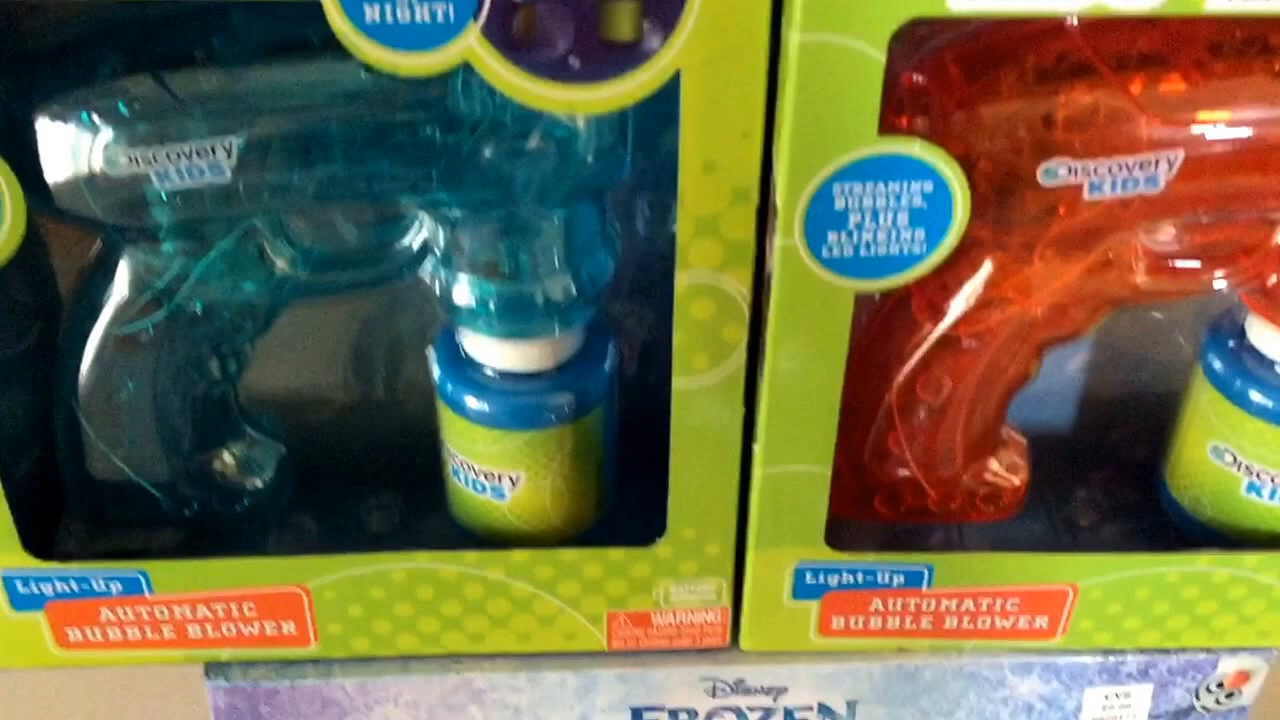 NIGHT!
Discovery
KIDS
Discovery
KIDS
Light-Up
AUTOMATIC
BUBBLE BLOWER
WARNING
STREAMING
BUBBLES,
PLUS
BLINKING
LED LIGHTS!
Discovery
KIDS
Light-Up
AUTOMATIC
BUBBLE BLOWER
Disney
FROZEN
CVS